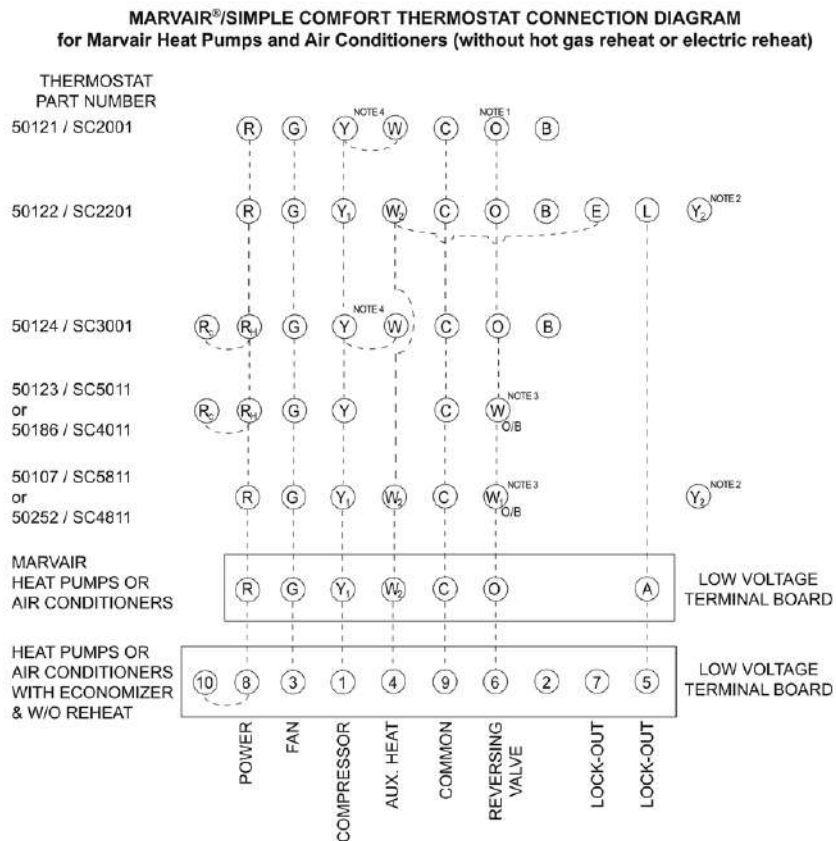 MARVAIR®/SIMPLE COMFORT THERMOSTAT CONNECTION DIAGRAM
for Marvair Heat Pumps and Air Conditioners (without hot gas reheat or electric reheat)
THERMOSTAT
PART NUMBER
NOTE 4 NOTE 1
50121 / SC2001 R G Y W C O B
50122 / SC2201 R G Y1 W2 C O B E L Y2 NOTE 2
NOTE 4
50124 / SC3001 RC RH G Y W C O B
50123 / SC5011
or RC RH G Y C W NOTE 3
50186 / SC4011 O/B
50107 / SC5811
or R G Y1 W2 C W1 NOTE 3 Y2 NOTE 2
50252 / SC4811 O/B
MARVAIR
HEAT PUMPS OR
AIR CONDITIONERS
R G Y1 W2 C O A
LOW VOLTAGE
TERMINAL BOARD
HEAT PUMPS OR
AIR CONDITIONERS
WITH ECONOMIZER
& W/O REHEAT
10 8 3 1 4 9 6 2 7 5
LOW VOLTAGE
TERMINAL BOARD
POWER
FAN
COMPRESSOR
AUX. HEAT
COMMON
REVERSING
VALVE
LOCK-OUT
LOCK-OUT